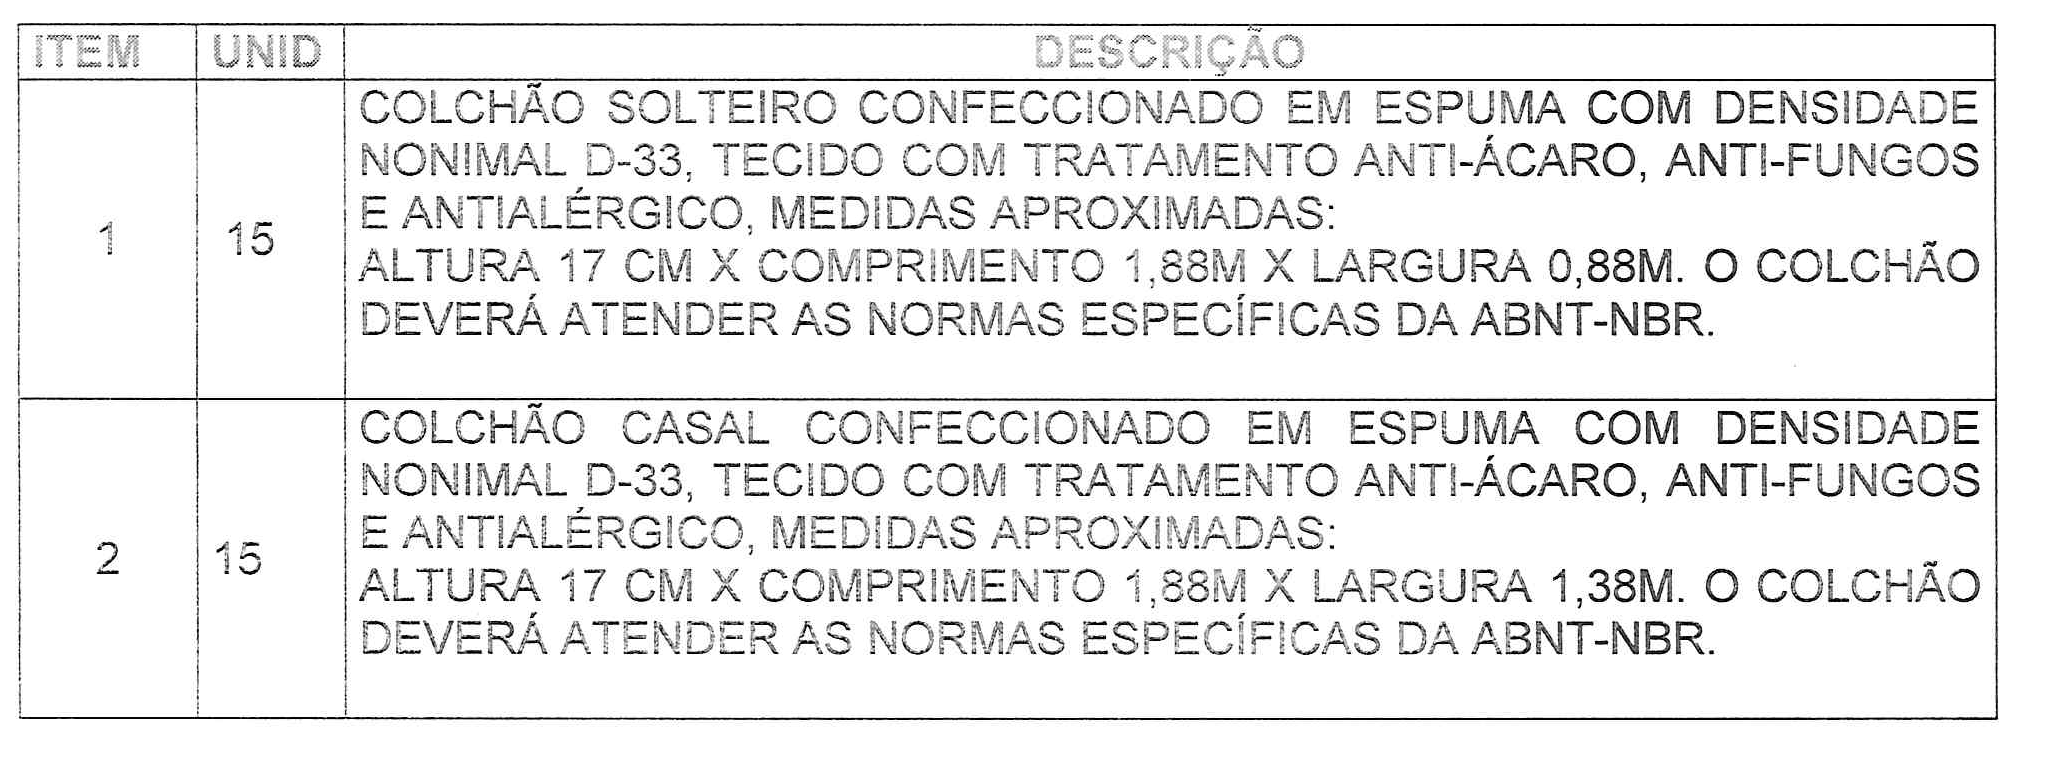 ITEM UNID DESCRIÇÃO
1 15 COLCHÃO SOLTEIRO CONFECCIONADO EM ESPUMA COM DENSIDADE
NONIMAL D-33, TECIDO COM TRATAMENTO ANTI-ÁCARO, ANTI-FUNGOS
E ANTIALÉRGICO, MEDIDAS APROXIMADAS:
ALTURA 17 CM X COMPRIMENTO 1,88M X LARGURA 0,88M. O COLCHÃO
DEVERÁ ATENDER AS NORMAS ESPECÍFICAS DA ABNT-NBR.
2 15 COLCHÃO CASAL CONFECCIONADO EM ESPUMA COM DENSIDADE
NONIMAL D-33, TECIDO COM TRATAMENTO ANTI-ÁCARO, ANTI-FUNGOS
E ANTIALÉRGICO, MEDIDAS APROXIMADAS:
ALTURA 17 CM X COMPRIMENTO 1,88M X LARGURA 1,38M. O COLCHÃO
DEVERÁ ATENDER AS NORMAS ESPECÍFICAS DA ABNT-NBR.